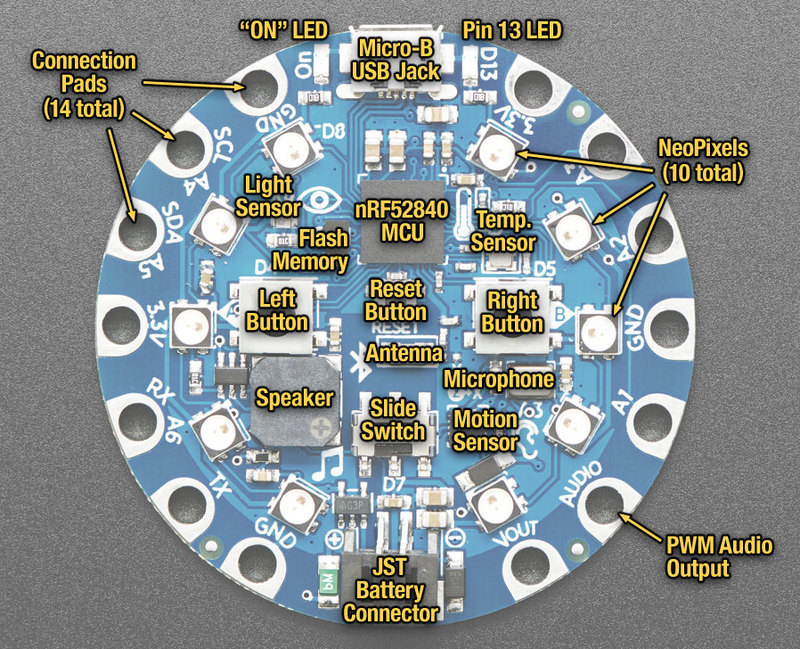 “ON” LED
Pin 13 LED
Micro-B
USB Jack
Connection
Pads
(14 total)
On
D13
NeoPixels
(10 total)
GND
D8
3.3V
SCL A4
Light
Sensor
nRF52840
MCU
Temp.
Sensor
A2
Flash
Memory
SDA
D5
Left
Button
Reset
Button
Right
Button
RESET
B
3.3V
GND
Antenna
Microphone
Speaker
Slide
Switch
Motion
Sensor
RX A6
A1
TX
D7
AUDIO
G3P
GND
VOUT
PWM Audio
Output
JST
Battery
Connector